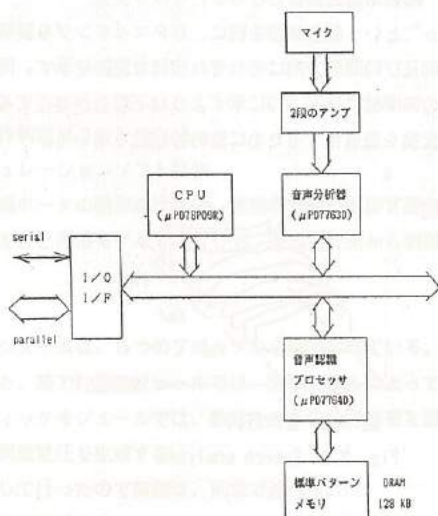 マイク
2段のアンプ
CPU
(μPD78P09R)
音声分析器
(μPD7763D)
serial
I/O
I/F
parallel
音声認識
プロセッサ
(μPD7764D)
標準パターン
メモリ
DRAM
128 KB